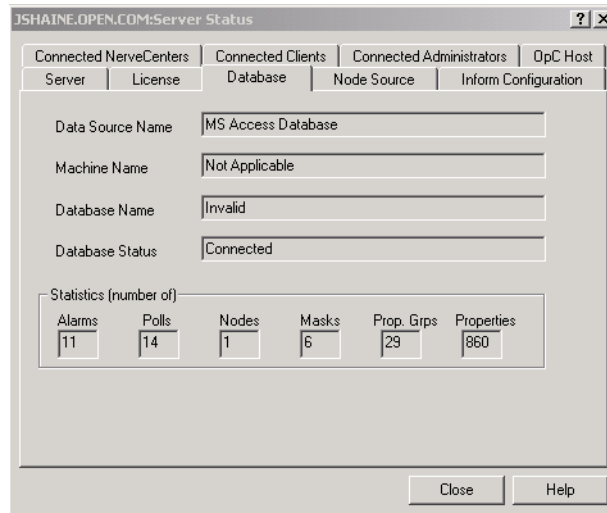 JSHAINE.OPEN.COM:Server Status
Connected NerveCenters Connected Clients Connected Administrators OpC Host
Server License Database Node Source Inform Configuration
Data Source Name MS Access Database
Machine Name Not Applicable
Database Name Invalid
Database Status Connected
Statistics (number of)
Alarms Polls Nodes Masks Prop. Grps Properties
11 14 1 6 29 860
Close Help